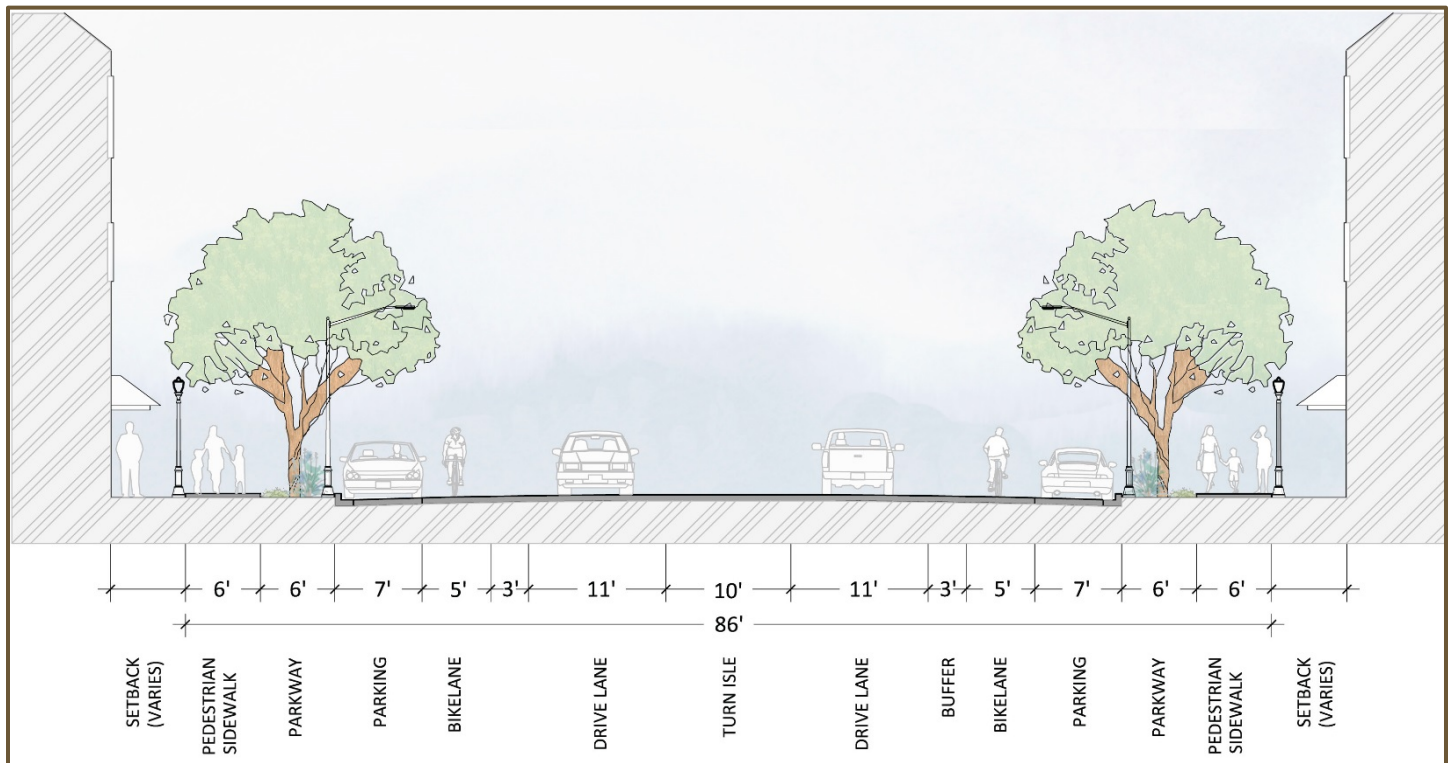 6' 6' 7' 5' 3' 11' 10' 11' 3' 5' 7' 6' 6'
86'
SETBACK
(VARIES)
PEDESTRIAN
SIDEWALK
PARKWAY
PARKING
BIKELANE
DRIVE LANE
TURN ISLE
DRIVE LANE
BUFFER
BIKELANE
PARKING
PARKWAY
PEDESTRIAN
SIDEWALK
SETBACK
(VARIES)